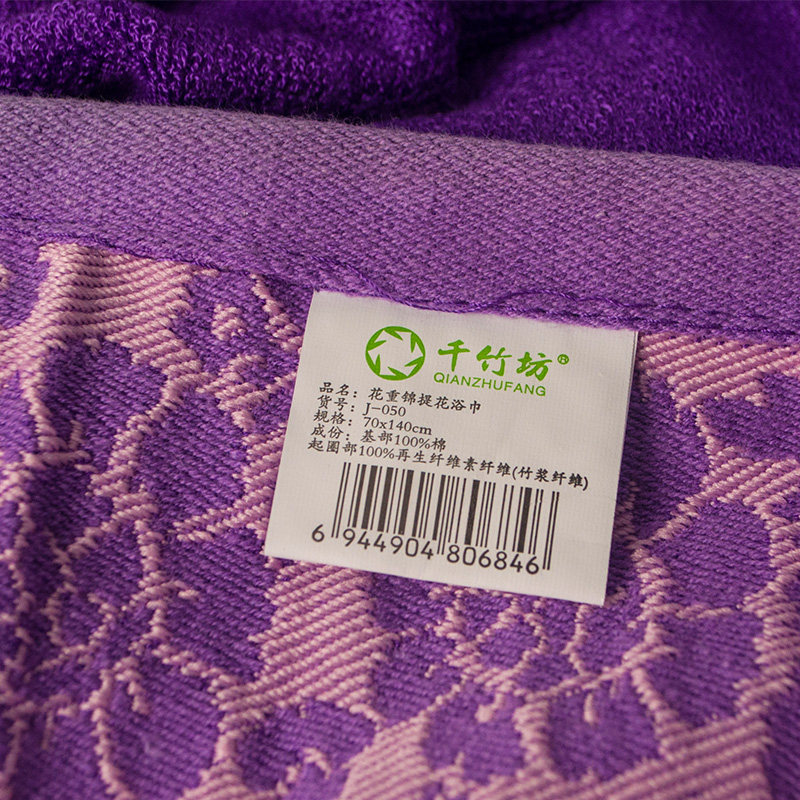 千竹坊®
QIANZHUFANG
品名：花重锦提花浴巾
货号：J-050
规格：70x140cm
成份：基部100%棉
起圈部100%再生纤维素纤维(竹浆纤维)
6 944904 806846